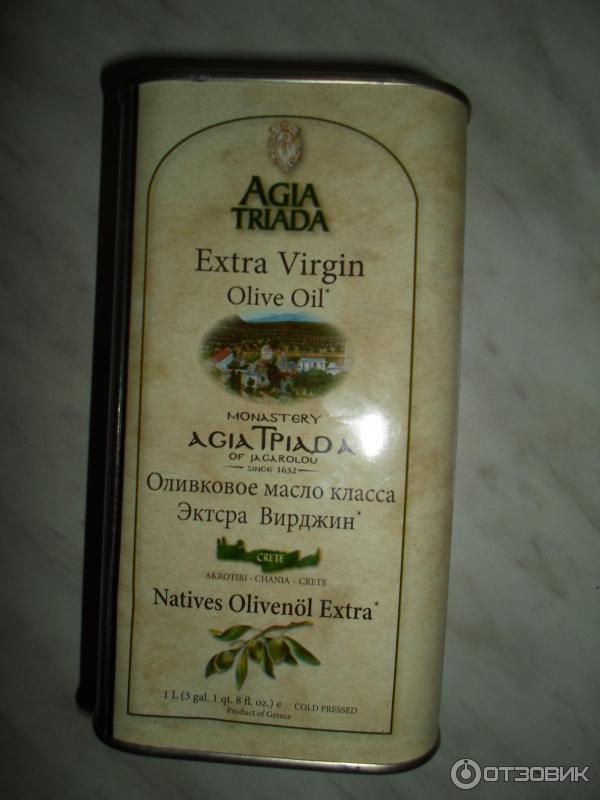 AGIA
TRIADA
Extra Virgin
Olive Oil*
MONASTERY
AGIA TPIADA
OF JAGAROLOU
SINCE 1632
Оливковое масло класса
Эктсра Вирджин*
CRETE
AKROTIRI - CHANIA - CRETE
Natives Olivenöl Extra*
1 L (3 gal. 1 qt. 8 fl. oz.) e COLD PRESSED
Product of Greece
ОТЗОВИК